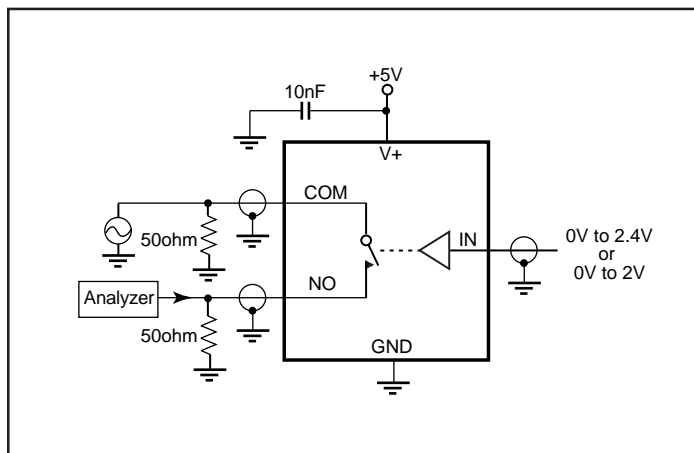 +5V
10nF
V+
COM
50ohm
IN
0V to 2.4V
or
0V to 2V
Analyzer
NO
50ohm
GND